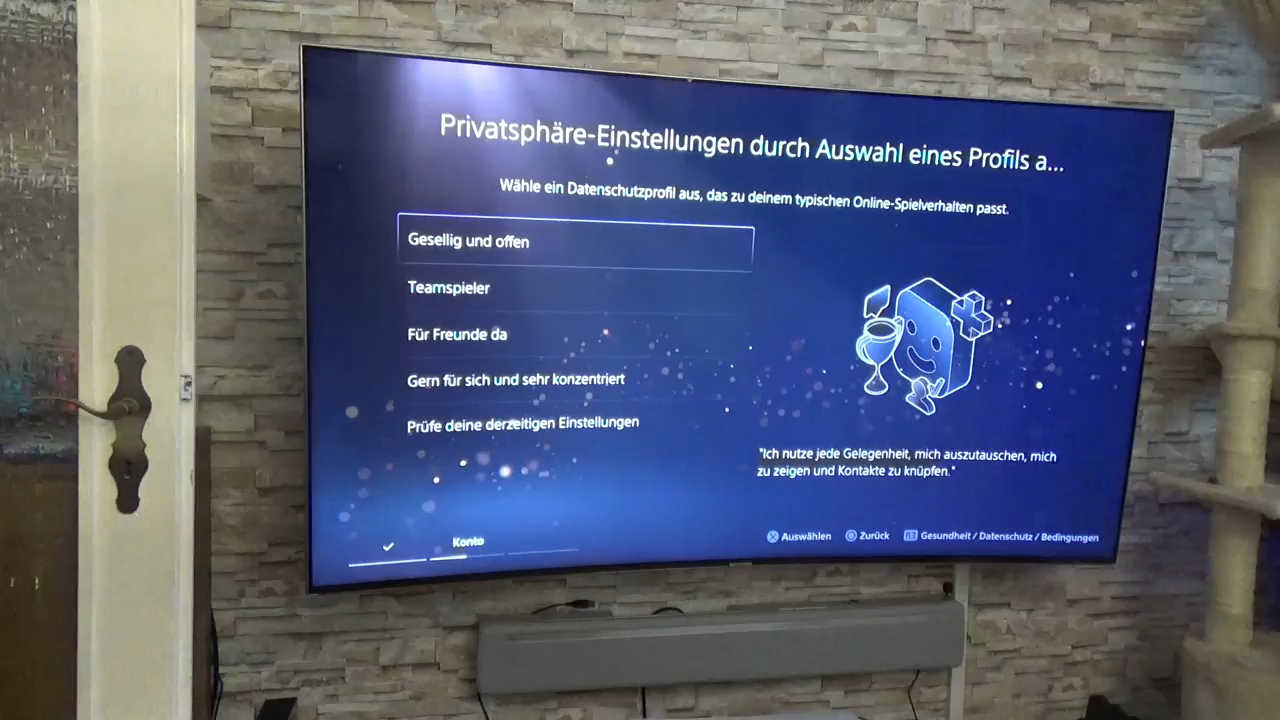 Privatsphäre-Einstellungen durch Auswahl eines Profils a...
Wähle ein Datenschutzprofil aus, das zu deinem typischen Online-Spielverhalten passt.
Gesellig und offen
Teamspieler
Für Freunde da
Gern für sich und sehr konzentriert
Prüfe deine derzeitigen Einstellungen
"Ich nutze jede Gelegenheit, mich auszutauschen, mich
zu zeigen und Kontakte zu knüpfen."
Konto
Auswählen Zurück R3 Gesundheit / Datenschutz / Bedingungen